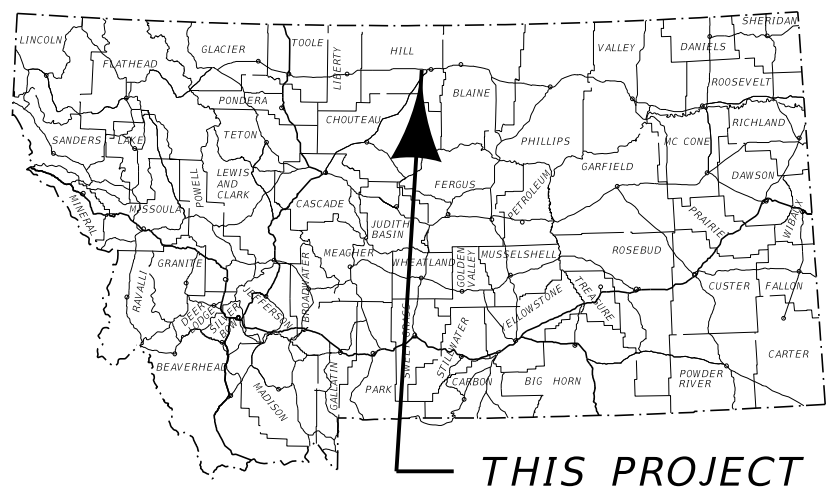 SHERIDAN
LINCOLN
GLACIER
TOOLE
LIBERTY
HILL
VALLEY
DANIELS
FLATHEAD
ROOSEVELT
BLAINE
PONDERA
CHOUTEAU
RICHLAND
TETON
SANDERS
LAKE
PHILLIPS
MC CONE
GARFIELD
DAWSON
LEWIS
AND
CLARK
POWELL
FERGUS
PETROLEUM
CASCADE
MISSOULA
MINERAL
JUDITH
BASIN
PRAIRIE
WIBAUX
MEAGHER
WHEATLAND
GOLDEN
VALLEY
MUSSELSHELL
ROSEBUD
GRANITE
RAVALLI
BROADWATER
TREASURE
CUSTER
FALLON
DEER
LODGE
SILVER
BOW
JEFFERSON
YELLOWSTONE
STILLWATER
CARTER
BEAVERHEAD
MADISON
GALLATIN
PARK
CARBON
BIG HORN
POWDER
RIVER
THIS PROJECT